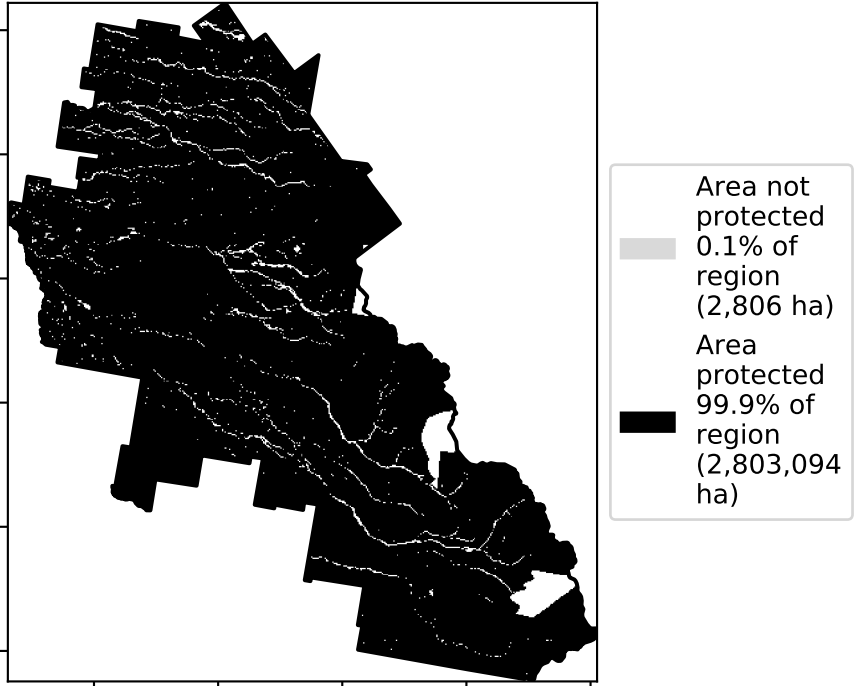 Area not
protected
0.1% of
region
(2,806 ha)
Area
protected
99.9% of
region
(2,803,094
ha)